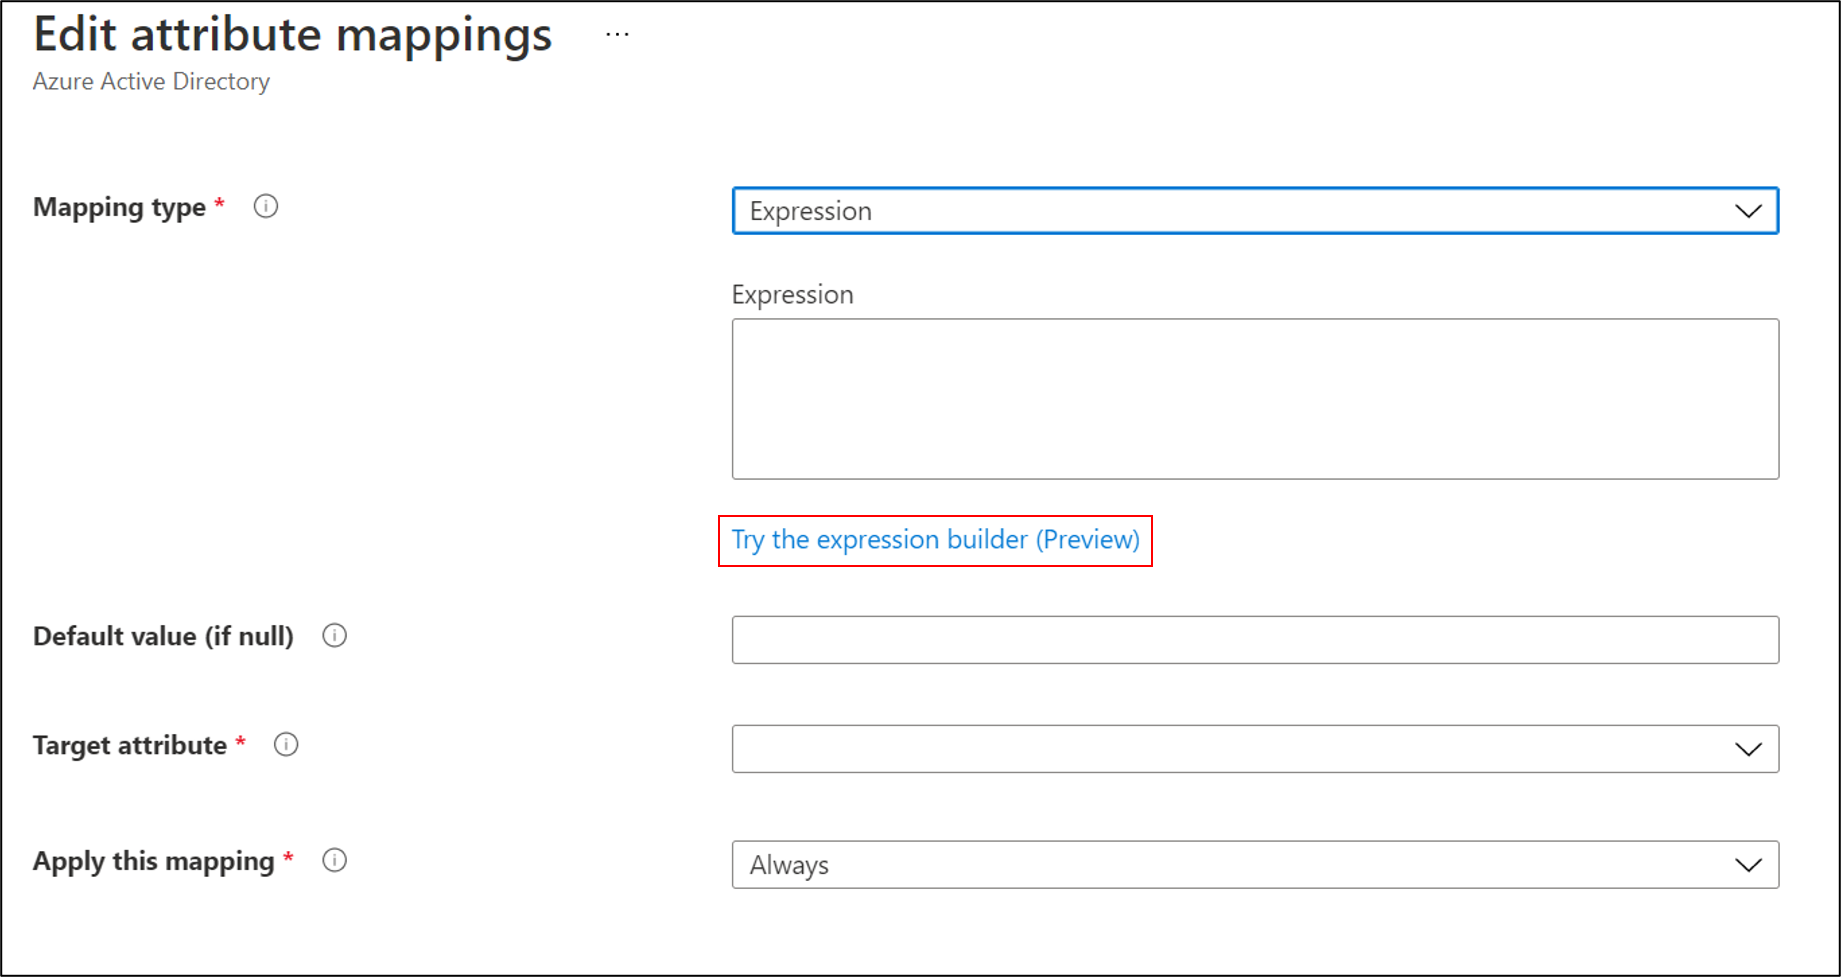 Edit attribute mappings ...
Azure Active Directory
Mapping type *
Expression
Expression
Try the expression builder (Preview)
Default value (if null)
Target attribute *
Apply this mapping *
Always